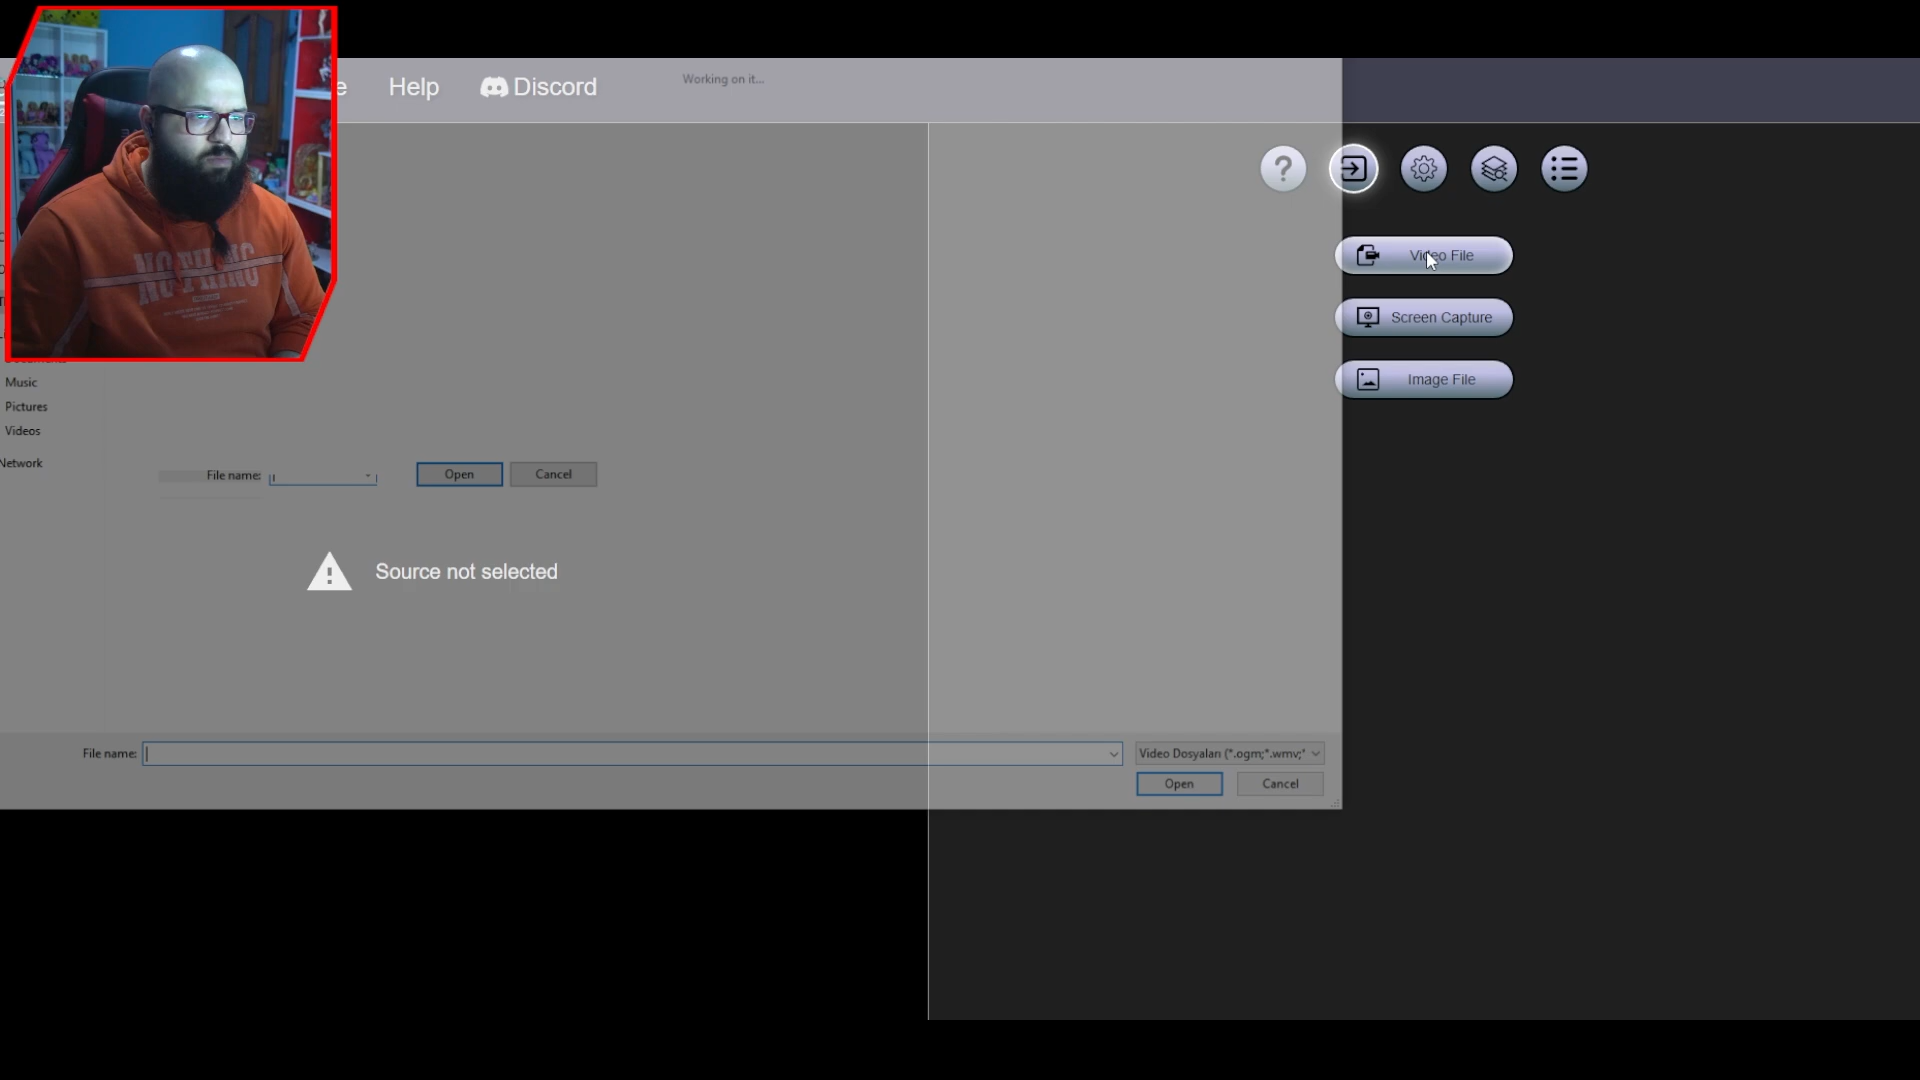 Help
Discord
Working on it...
NOTHING
Video File
Screen Capture
Image File
Music
Pictures
Videos
Network
File name:
Open
Cancel
Source not selected
File name:
Video Dosyaları (*.ogm;*.wmv;*
Open
Cancel